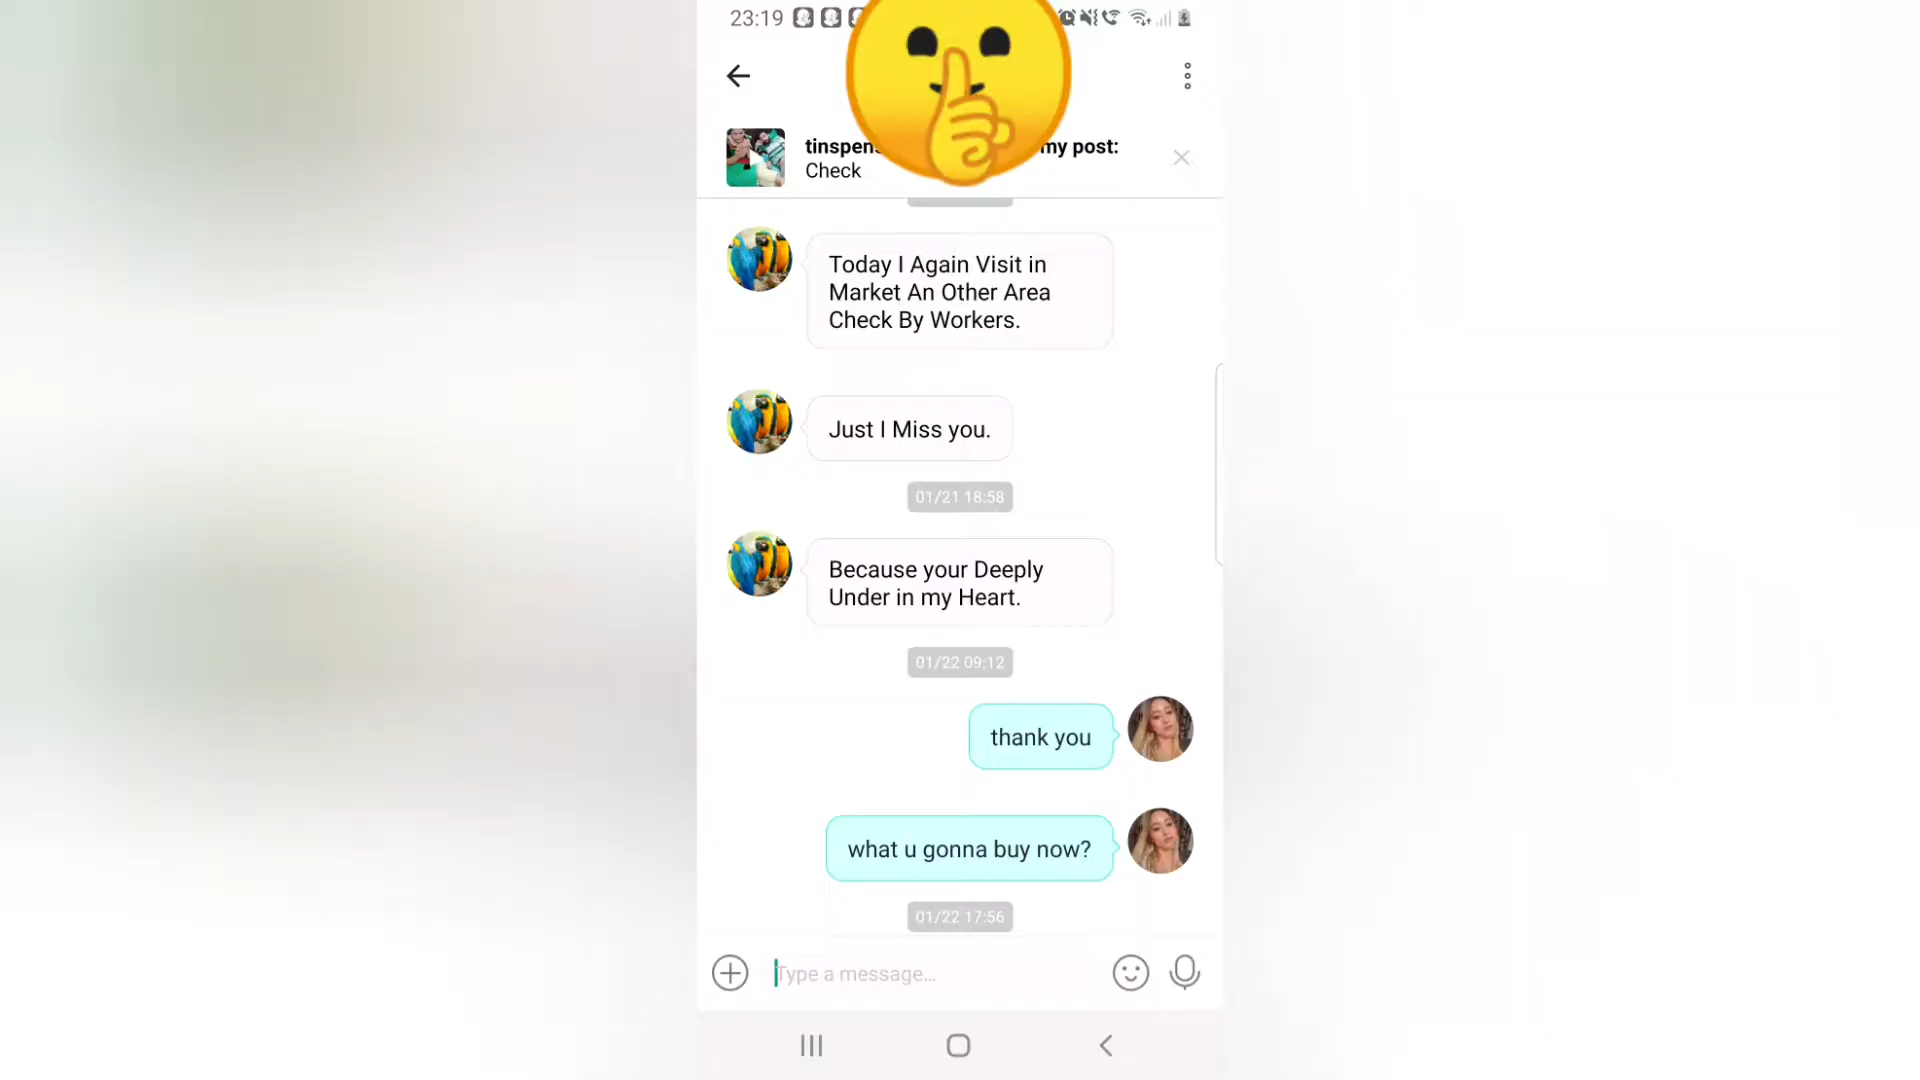 23:19
tinspen my post:
Check
Today I Again Visit in
Market An Other Area
Check By Workers.
Just I Miss you.
01/21 18:58
Because your Deeply
Under in my Heart.
01/22 09:12
thank you
what u gonna buy now?
01/22 17:56
Type a message...